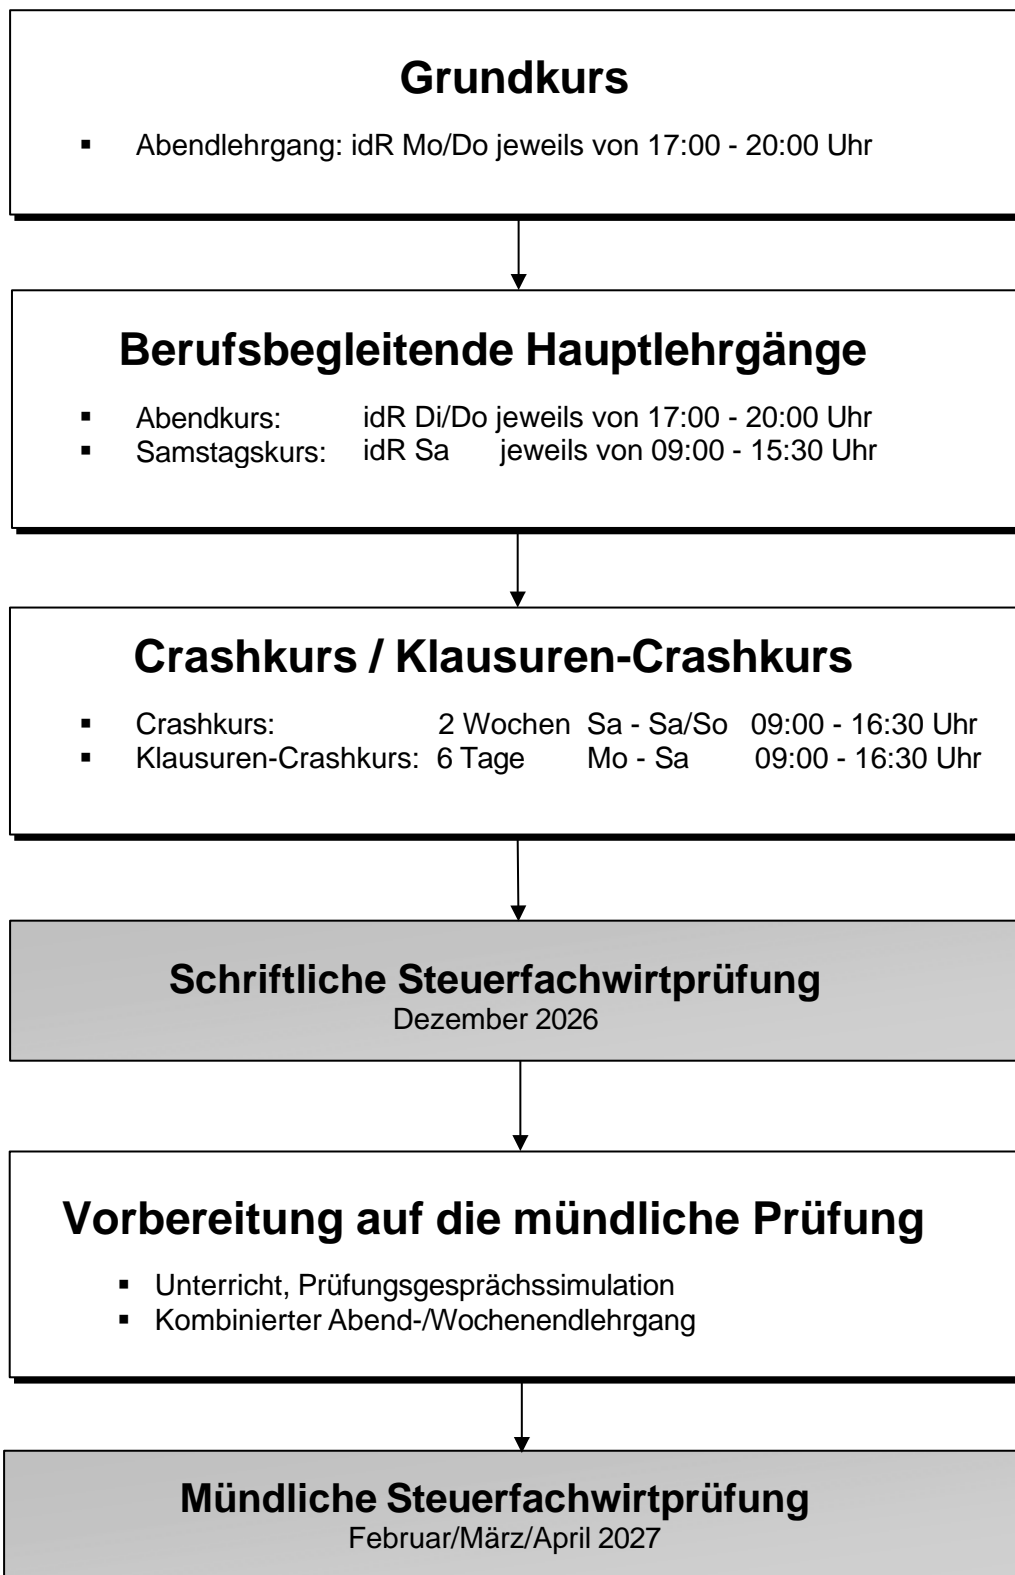 Grundkurs
▪ Abendlehrgang: idR Mo/Do jeweils von 17:00 - 20:00 Uhr
Berufsbegleitende Hauptlehrgänge
▪ Abendkurs: idR Di/Do jeweils von 17:00 - 20:00 Uhr
▪ Samstagskurs: idR Sa jeweils von 09:00 - 15:30 Uhr
Crashkurs / Klausuren-Crashkurs
▪ Crashkurs: 2 Wochen Sa - Sa/So 09:00 - 16:30 Uhr
▪ Klausuren-Crashkurs: 6 Tage Mo - Sa 09:00 - 16:30 Uhr
Schriftliche Steuerfachwirtprüfung
Dezember 2026
Vorbereitung auf die mündliche Prüfung
▪ Unterricht, Prüfungsgesprächssimulation
▪ Kombinierter Abend-/Wochenendlehrgang
Mündliche Steuerfachwirtprüfung
Februar/März/April 2027